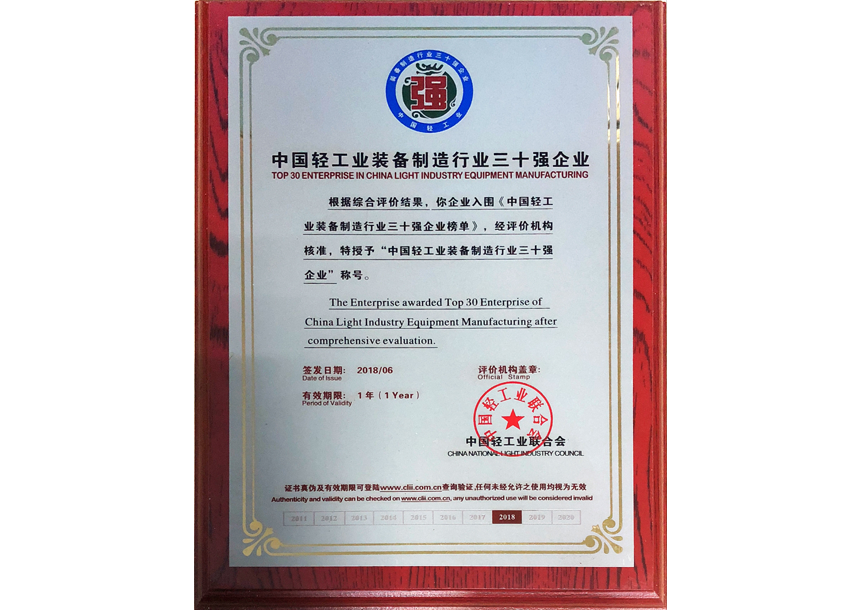 装备制造行业三十强企业
强
中国轻工业
中国轻工业装备制造行业三十强企业
TOP 30 ENTERPRISE IN CHINA LIGHT INDUSTRY EQUIPMENT MANUFACTURING
根据综合评价结果，你企业入围《中国轻工
业装备制造行业三十强企业榜单》，经评价机构
核准，特授予“中国轻工业装备制造行业三十强
企业”称号。
The Enterprise awarded Top 30 Enterprise of
China Light Industry Equipment Manufacturing after
comprehensive evaluation.
签发日期： 2018/06
Date of Issue
有效期限： 1 年（1 Year）
Period of Validity
评价机构盖章：
Official Stamp
中国轻工业联合会
中国轻工业联合会
CHINA NATIONAL LIGHT INDUSTRY COUNCIL
证书真伪及有效期限可登陆www.clii.com.cn查询验证,任何未经允许之使用均视为无效
Authenticity and validity can be checked on www.clii.com.cn, any unauthorized use will be considered invalid
2011 2012 2013 2014 2015 2016 2017 2018 2019 2020